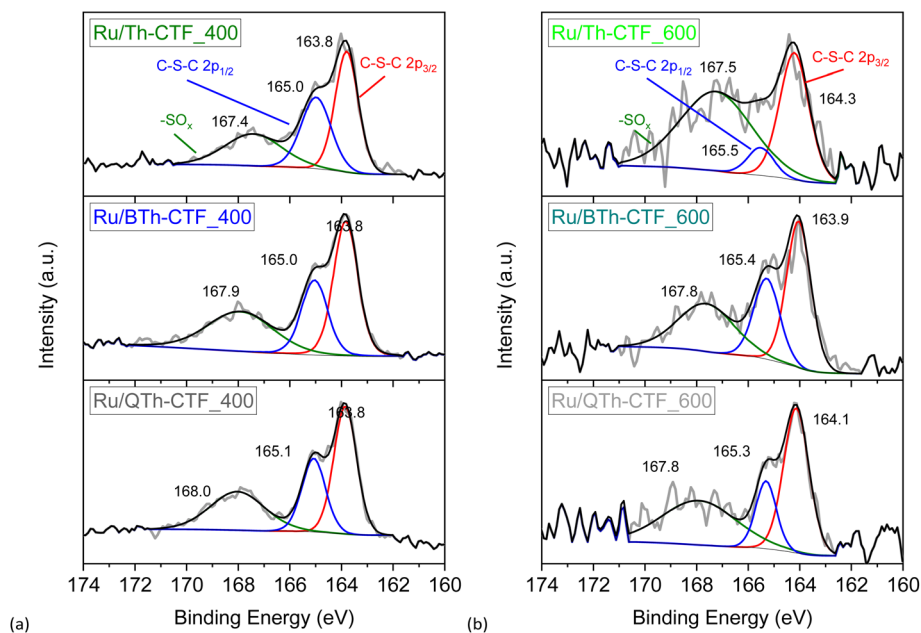 Ru/Th-CTF_400
163.8
C-S-C 2p1/2
C-S-C 2p3/2
165.0
-SOx
167.4
Ru/BTh-CTF_400
163.8
165.0
167.9
Ru/QTh-CTF_400
163.8
165.1
168.0
Intensity (a.u.)
174 172 170 168 166 164 162 160
Binding Energy (eV)
(a)
Ru/Th-CTF_600
167.5
C-S-C 2p3/2
C-S-C 2p1/2
164.3
-SOx
165.5
Ru/BTh-CTF_600
163.9
165.4
167.8
Ru/QTh-CTF_600
164.1
165.3
167.8
Intensity (a.u.)
174 172 170 168 166 164 162 160
Binding Energy (eV)
(b)